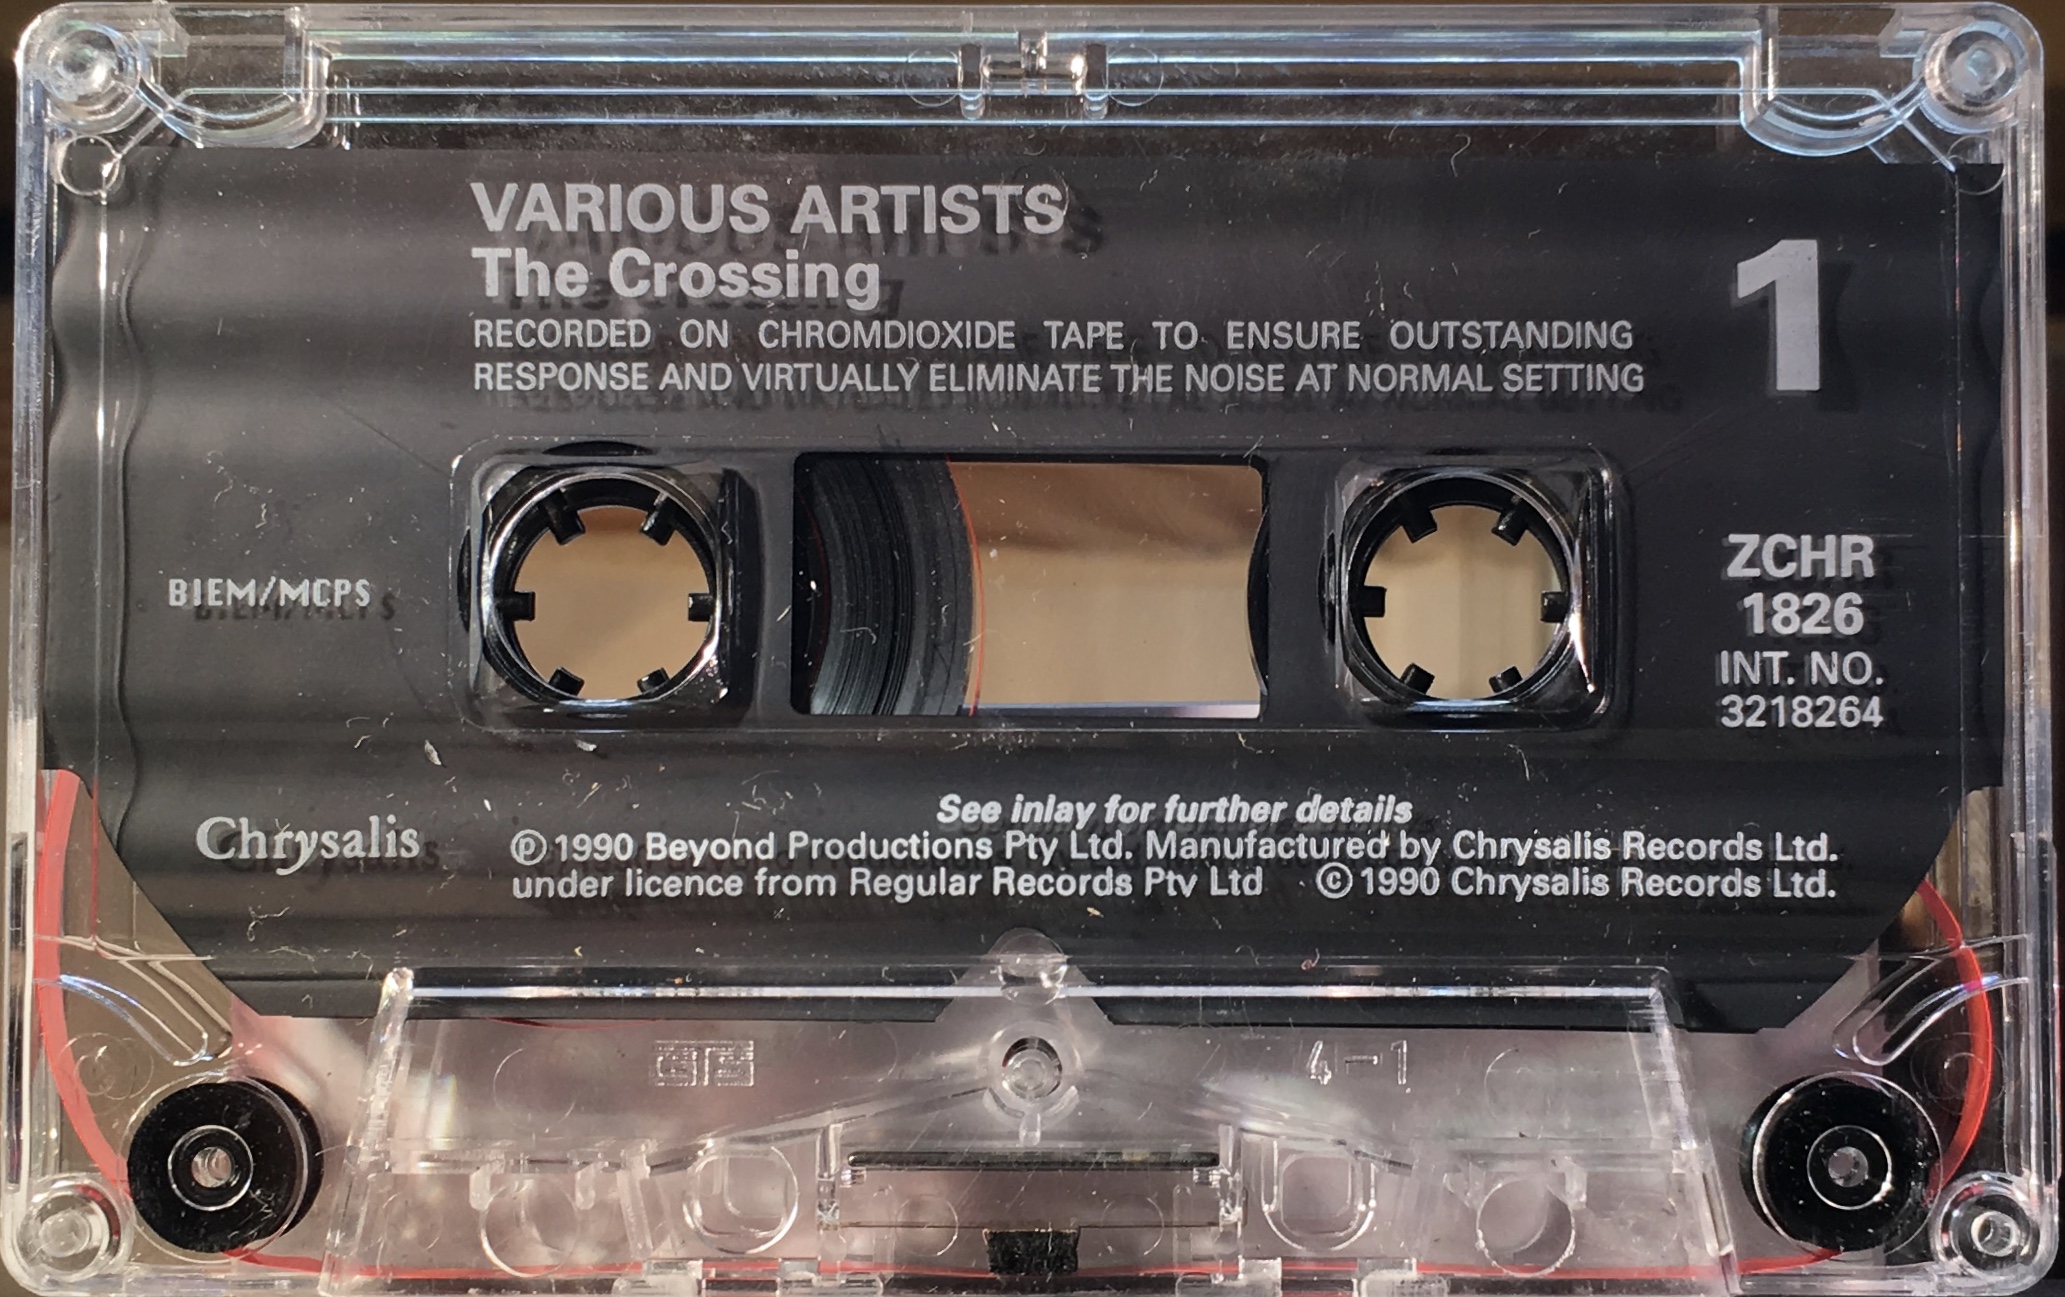 VARIOUS ARTISTS
The Crossing
RECORDED ON CHROMDIOXIDE TAPE TO ENSURE OUTSTANDING
RESPONSE AND VIRTUALLY ELIMINATE THE NOISE AT NORMAL SETTING
1
BIEM/MCPS
ZCHR
1826
INT. NO.
3218264
Chrysalis
See inlay for further details
℗ 1990 Beyond Productions Pty Ltd. Manufactured by Chrysalis Records Ltd.
under licence from Regular Records Pty Ltd © 1990 Chrysalis Records Ltd.
4-1